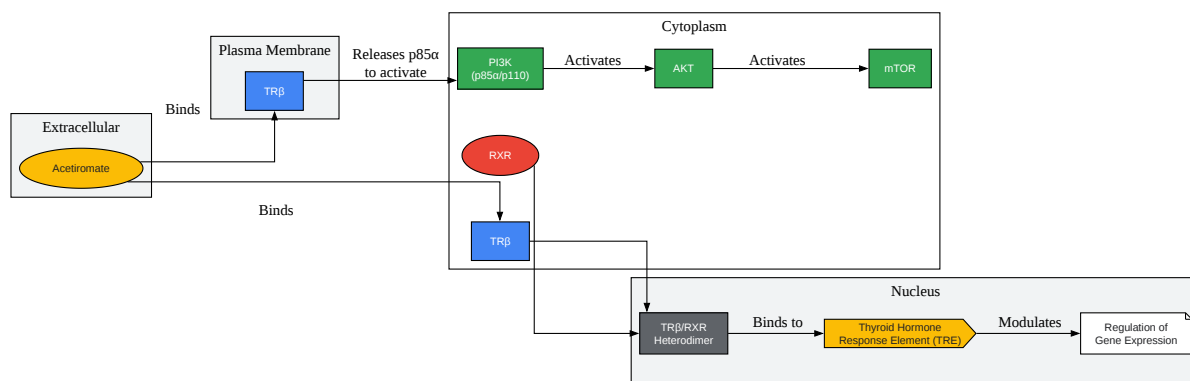 Cytoplasm
Plasma Membrane
Releases p85α
to activate
PI3K
(p85α/p110)
Activates
AKT
Activates
mTOR
TRβ
Binds
Extracellular
Acetiromate
RXR
Binds
TRβ
Nucleus
TRβ/RXR
Heterodimer
Binds to
Thyroid Hormone
Response Element (TRE)
Modulates
Regulation of
Gene Expression